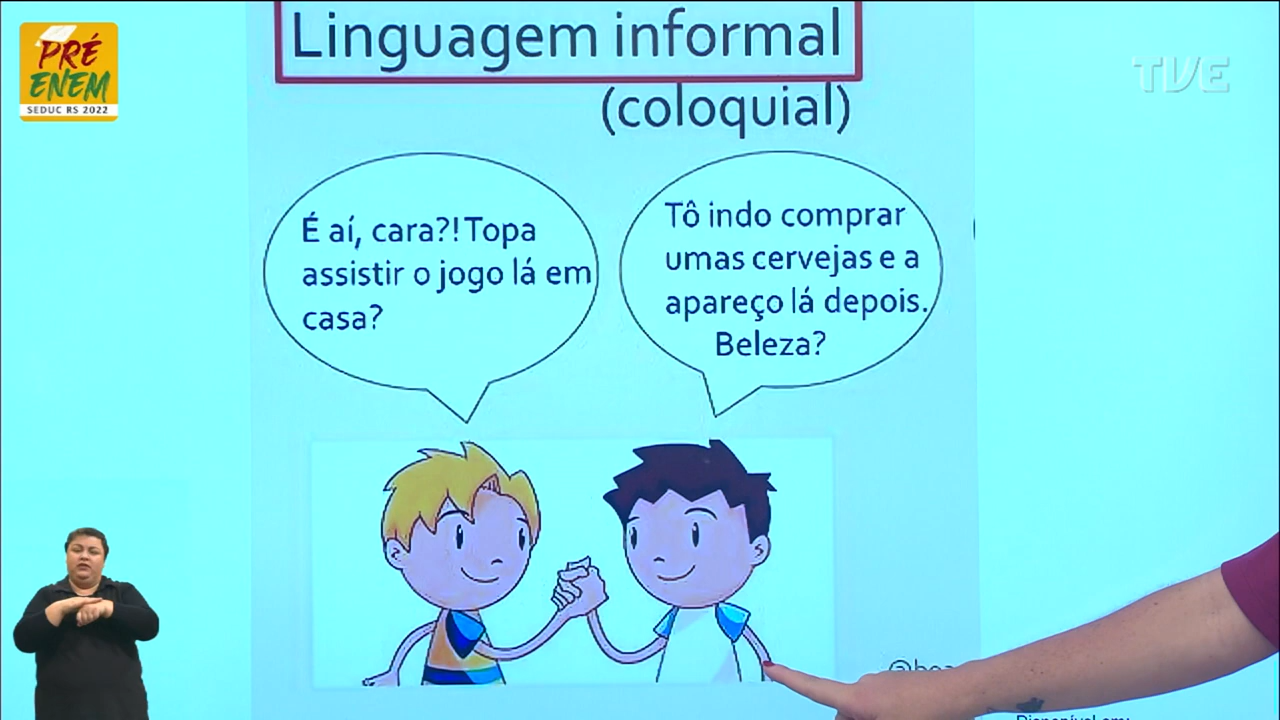 PRÉ
ENEM
SEDUC RS 2022
Linguagem informal
TVE
(coloquial)
É aí, cara?! Topa
assistir o jogo lá em
casa?
Tô indo comprar
umas cervejas e a
apareço lá depois.
Beleza?